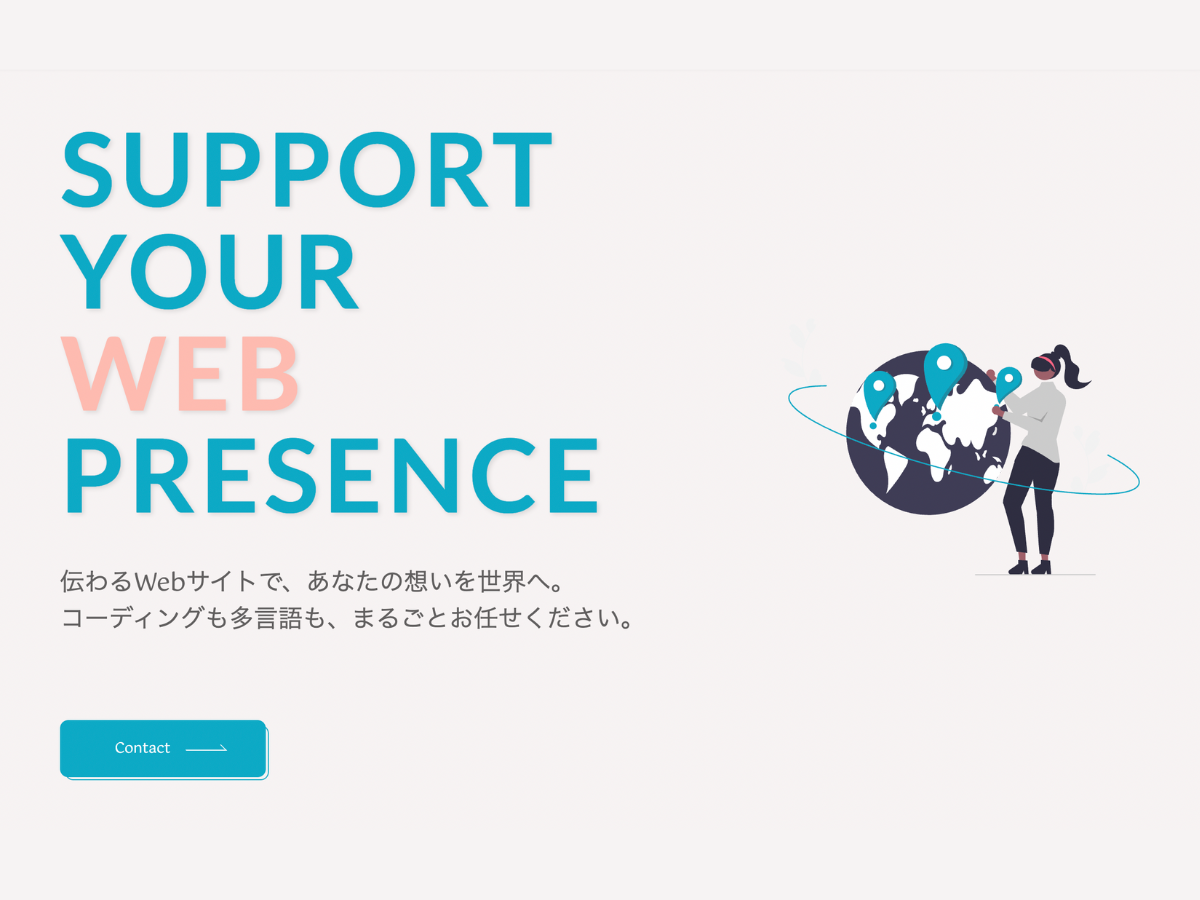 SUPPORT
YOUR
WEB
PRESENCE
伝わるWebサイトで、あなたの想いを世界へ。
コーディングも多言語も、まるごとお任せください。
Contact